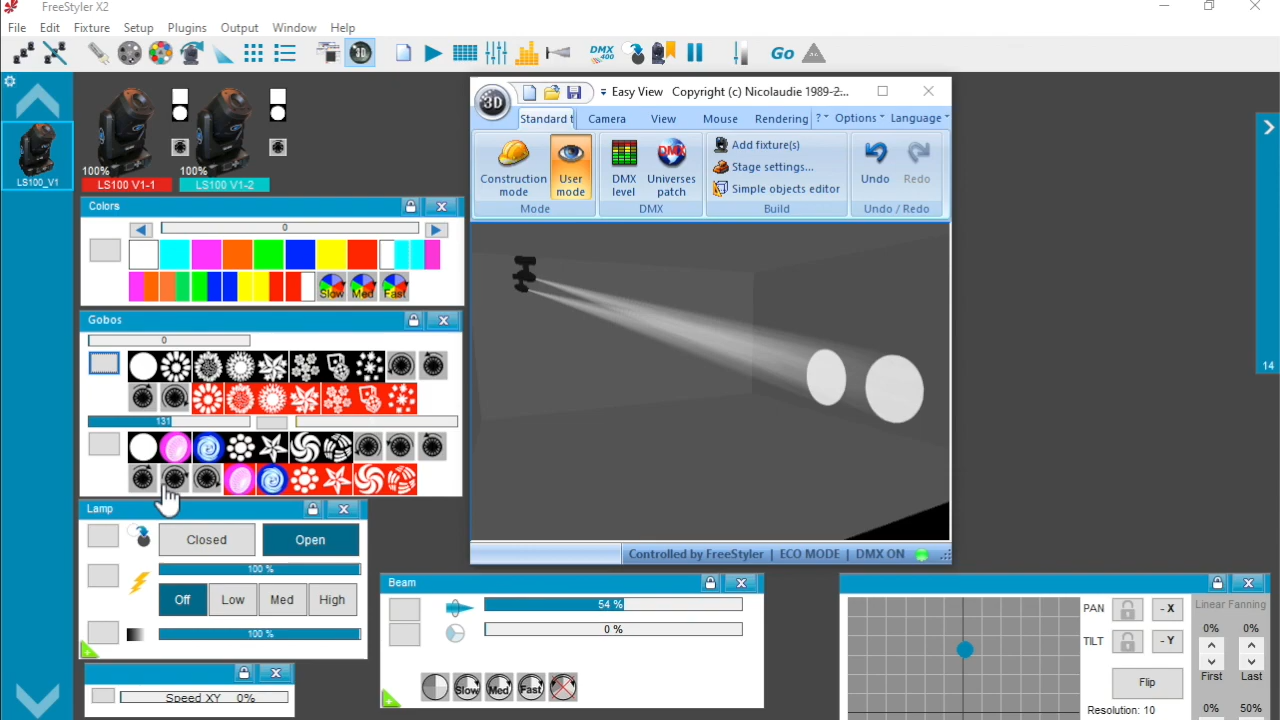 FreeStyler X2
File Edit Fixture Setup Plugins Output Window Help
3D DMX 400 Go
LS100_V1
100% 100%
LS100 V1-1 LS100 V1-2
Colors
0
Slow Med Fast
Gobos
0
131
Lamp
Closed Open
100 %
Off Low Med High
100 %
Speed XY 0%
3D Easy View Copyright (c) Nicolaudie 1989-2...
Standard t Camera View Mouse Rendering ? Options Language
Construction mode User mode
Mode
DMX level DMX Universes patch
DMX
Add fixture(s)
Stage settings...
Simple objects editor
Build
Undo Redo
Undo / Redo
Controlled by FreeStyler | ECO MODE | DMX ON
Beam
54 %
0 %
Slow Med Fast
PAN - X
TILT - Y
Flip
Resolution: 10
Linear Fanning
0% 0%
First Last
0% 50%
14